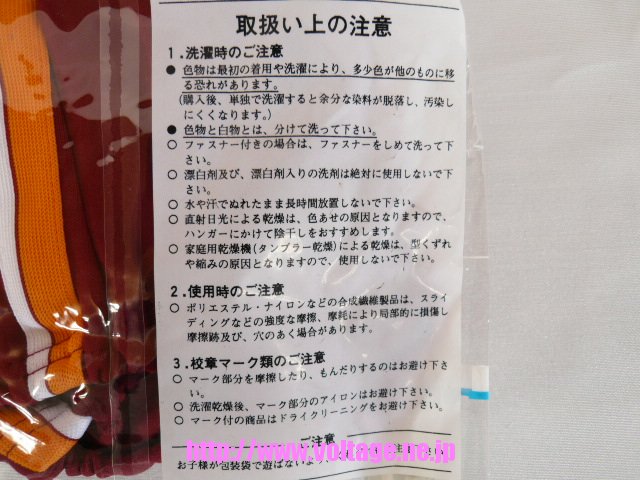 取扱い上の注意
1.洗濯時のご注意
● 色物は最初の着用や洗濯により、多少色が他のものに移
る恐れがあります。
(購入後、単独で洗濯すると余分な染料が脱落し、汚染し
にくくなります。)
● 色物と白物とは、分けて洗って下さい。
○ ファスナー付きの場合は、ファスナーをしめて洗って下
さい。
○ 漂白剤及び、漂白剤入りの洗剤は絶対に使用しないで下
さい。
○ 水や汗でぬれたまま長時間放置しないで下さい。
○ 直射日光による乾燥は、色あせの原因となりますので、
ハンガーにかけて陰干しをおすすめします。
○ 家庭用乾燥機(タンブラー乾燥)による乾燥は、型くずれ
や縮みの原因となりますので、使用しないで下さい。
2.使用時のご注意
○ ポリエステル・ナイロンなどの合成繊維製品は、スライ
ディングなどの強度な摩擦、摩耗により局部的に損傷し
摩擦跡及び、穴のあく場合があります。
3.校章マーク類のご注意
○ マーク部分を摩擦したり、もんだりするのはお避け下さ
い。
○ 洗濯乾燥後、マーク部分のアイロンはお避け下さい。
○ マーク付の商品はドライクリーニングをお避け下さい。
ご注意
http://www.voltage.ne.jp
お子様が包装袋で遊ばないよう